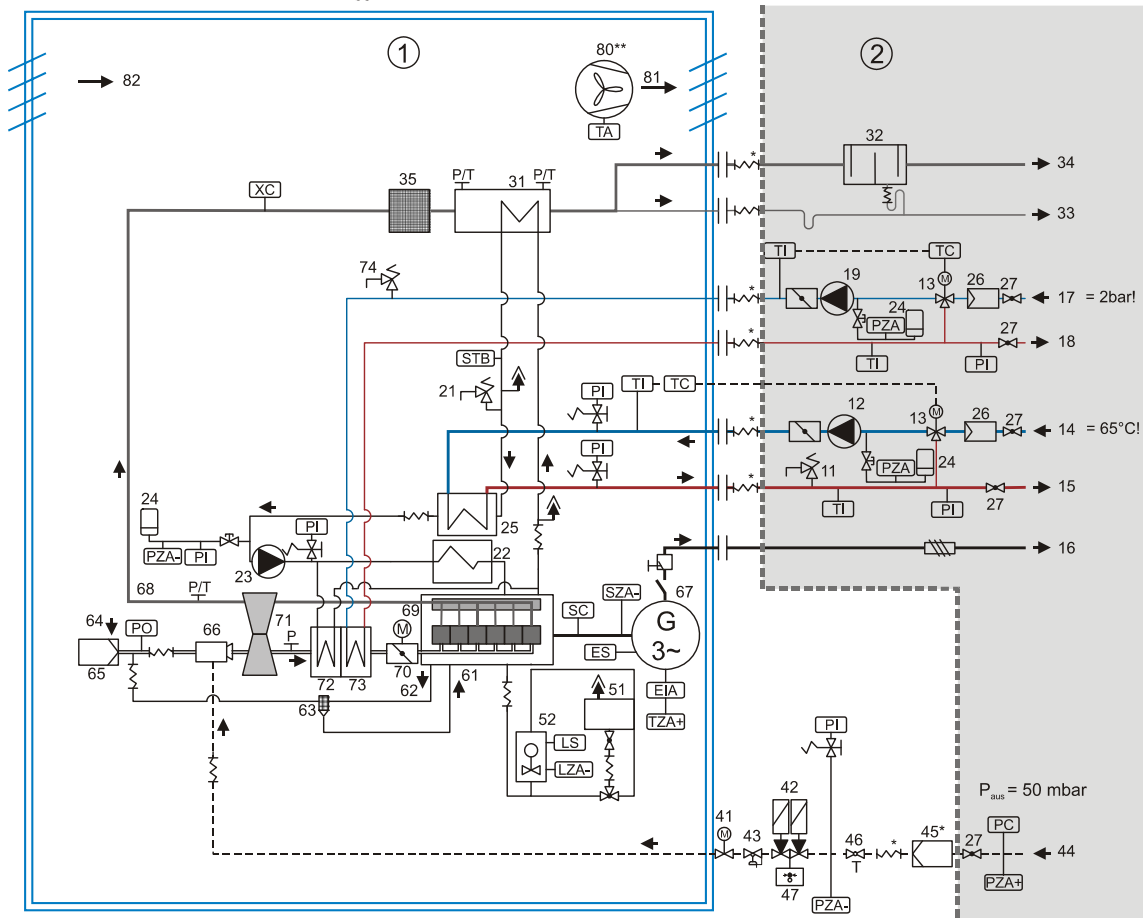 1
80**
2
82
81
TA
32
34
XC
35
P/T
31
P/T
33
74
TI
TC
19
13
M
26
27
17 = 2bar!
24
PZA
27
18
STB
TI
PI
21
PI
TI
TC
12
13
M
26
27
14 = 65°C!
PI
11
PZA
24
15
24
25
TI
PI
27
PZA-
PI
PI
22
16
23
68
P/T
69
SC
SZA-
67
64
PO
66
71
P
M
G
3~
65
70
ES
72
73
62
61
EIA
63
51
TZA+
52
LS
LZA-
PI
P aus = 50 mbar
41
M
43
42
46
*
45*
27
PC
44
47
PZA-
PZA+